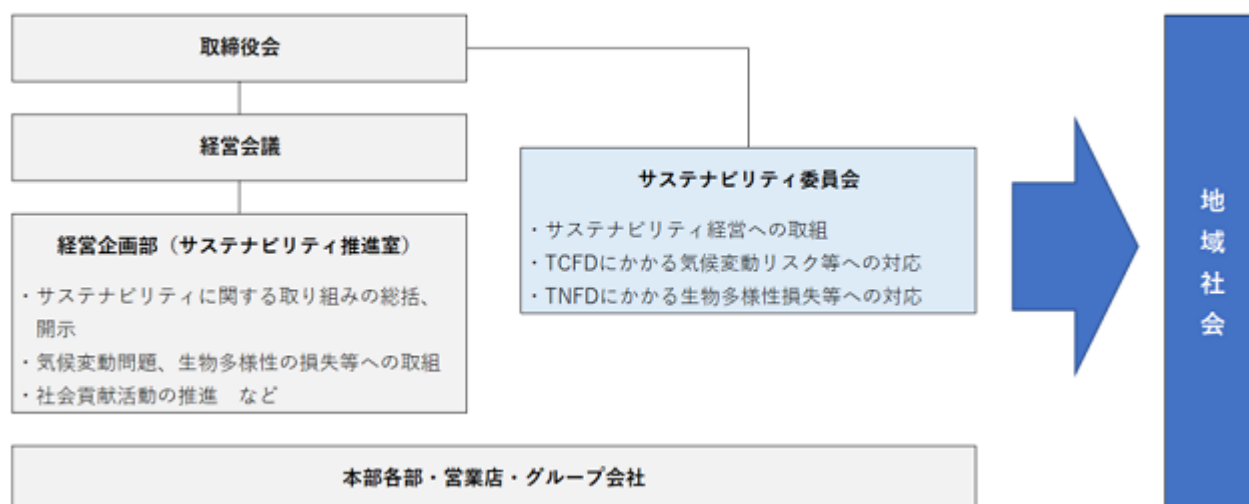 取締役会
経営会議
経営企画部（サステナビリティ推進室）
・サステナビリティに関する取り組みの総括、
開示
・気候変動問題、生物多様性の損失等への取組
・社会貢献活動の推進　など
サステナビリティ委員会
・サステナビリティ経営への取組
・TCFDにかかる気候変動リスク等への対応
・TNFDにかかる生物多様性損失等への対応
本部各部・営業店・グループ会社
地域社会